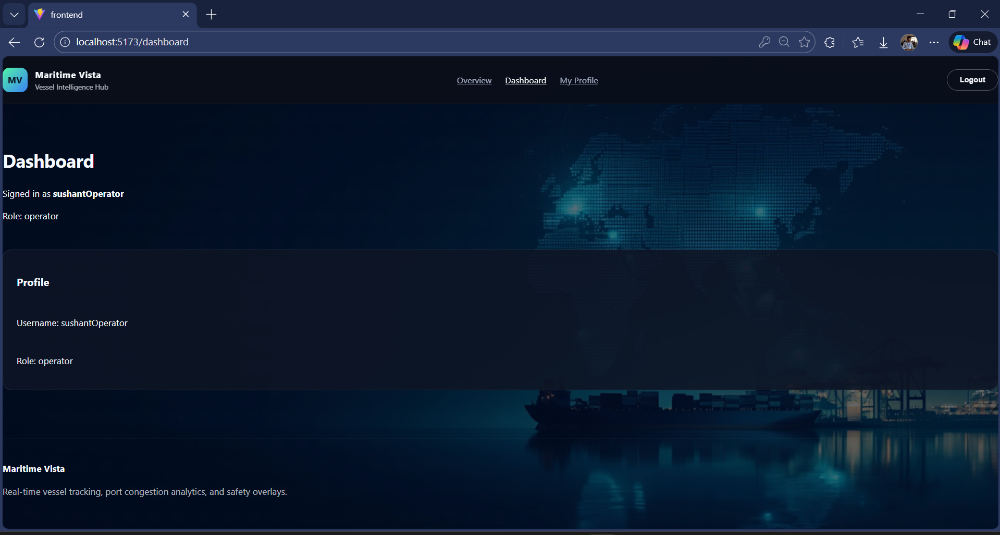 frontend
localhost:5173/dashboard
Chat
MV
Maritime Vista
Vessel Intelligence Hub
Overview
Dashboard
My Profile
Logout
Dashboard
Signed in as sushantOperator
Role: operator
Profile
Username: sushantOperator
Role: operator
Maritime Vista
Real-time vessel tracking, port congestion analytics, and safety overlays.